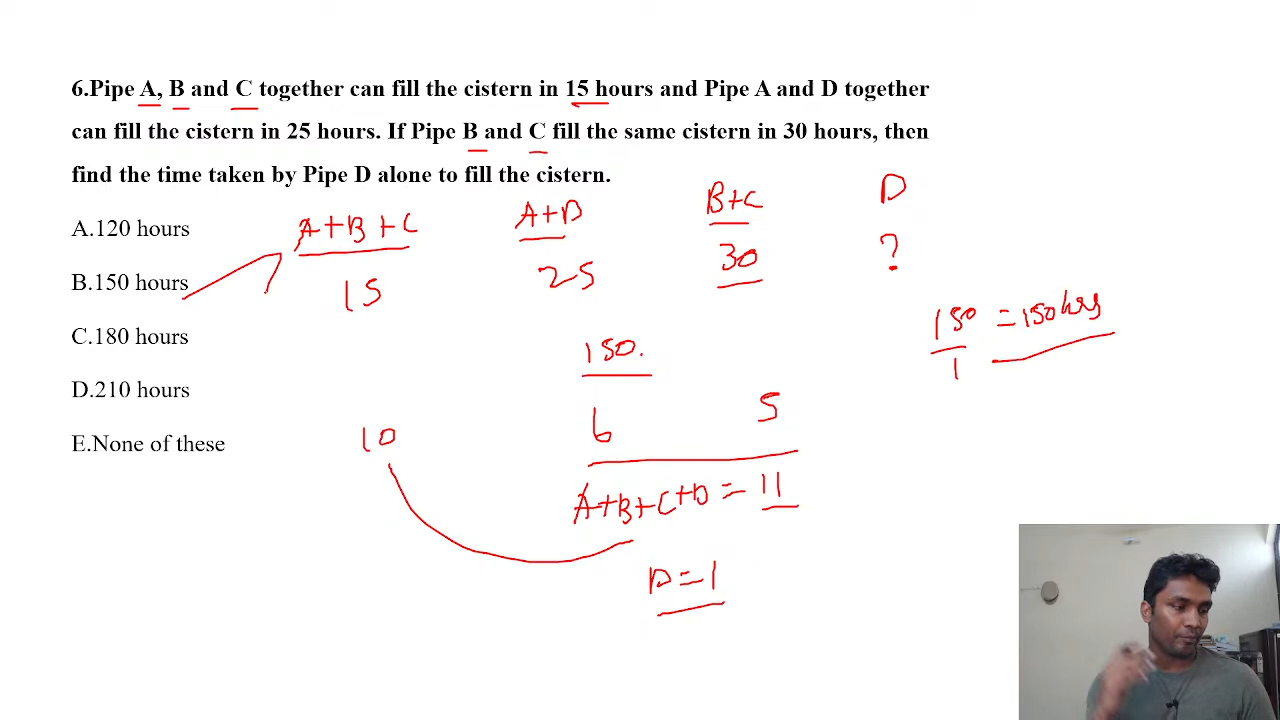 6.Pipe A, B and C together can fill the cistern in 15 hours and Pipe A and D together
can fill the cistern in 25 hours. If Pipe B and C fill the same cistern in 30 hours, then
find the time taken by Pipe D alone to fill the cistern.
A.120 hours
B.150 hours
C.180 hours
D.210 hours
E.None of these
A+B+C A+D B+C D
15 25 30 ?
150 = 150 hrs
1
150.
10 6 5
A+B+C+D = 11
D = 1